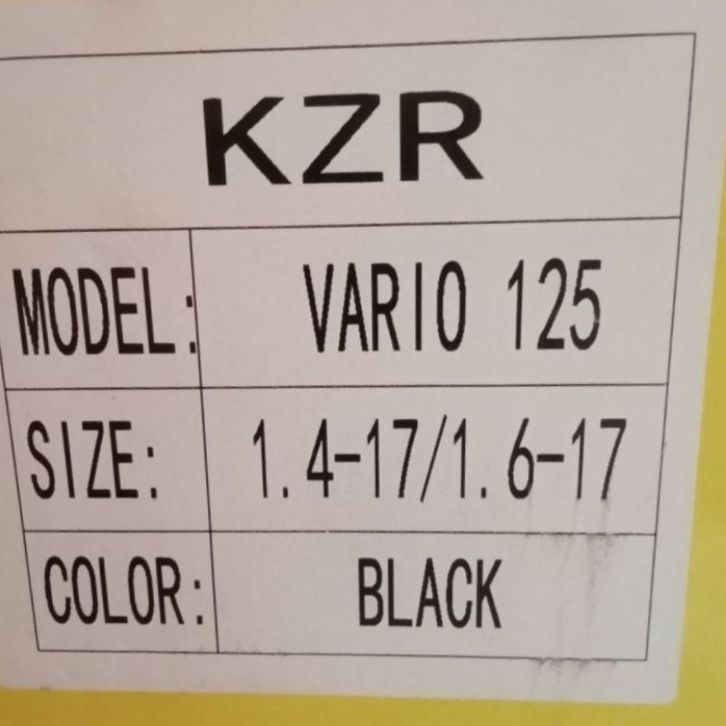 KZR
MODEL: VARIO 125
SIZE: 1.4-17/1.6-17
COLOR: BLACK